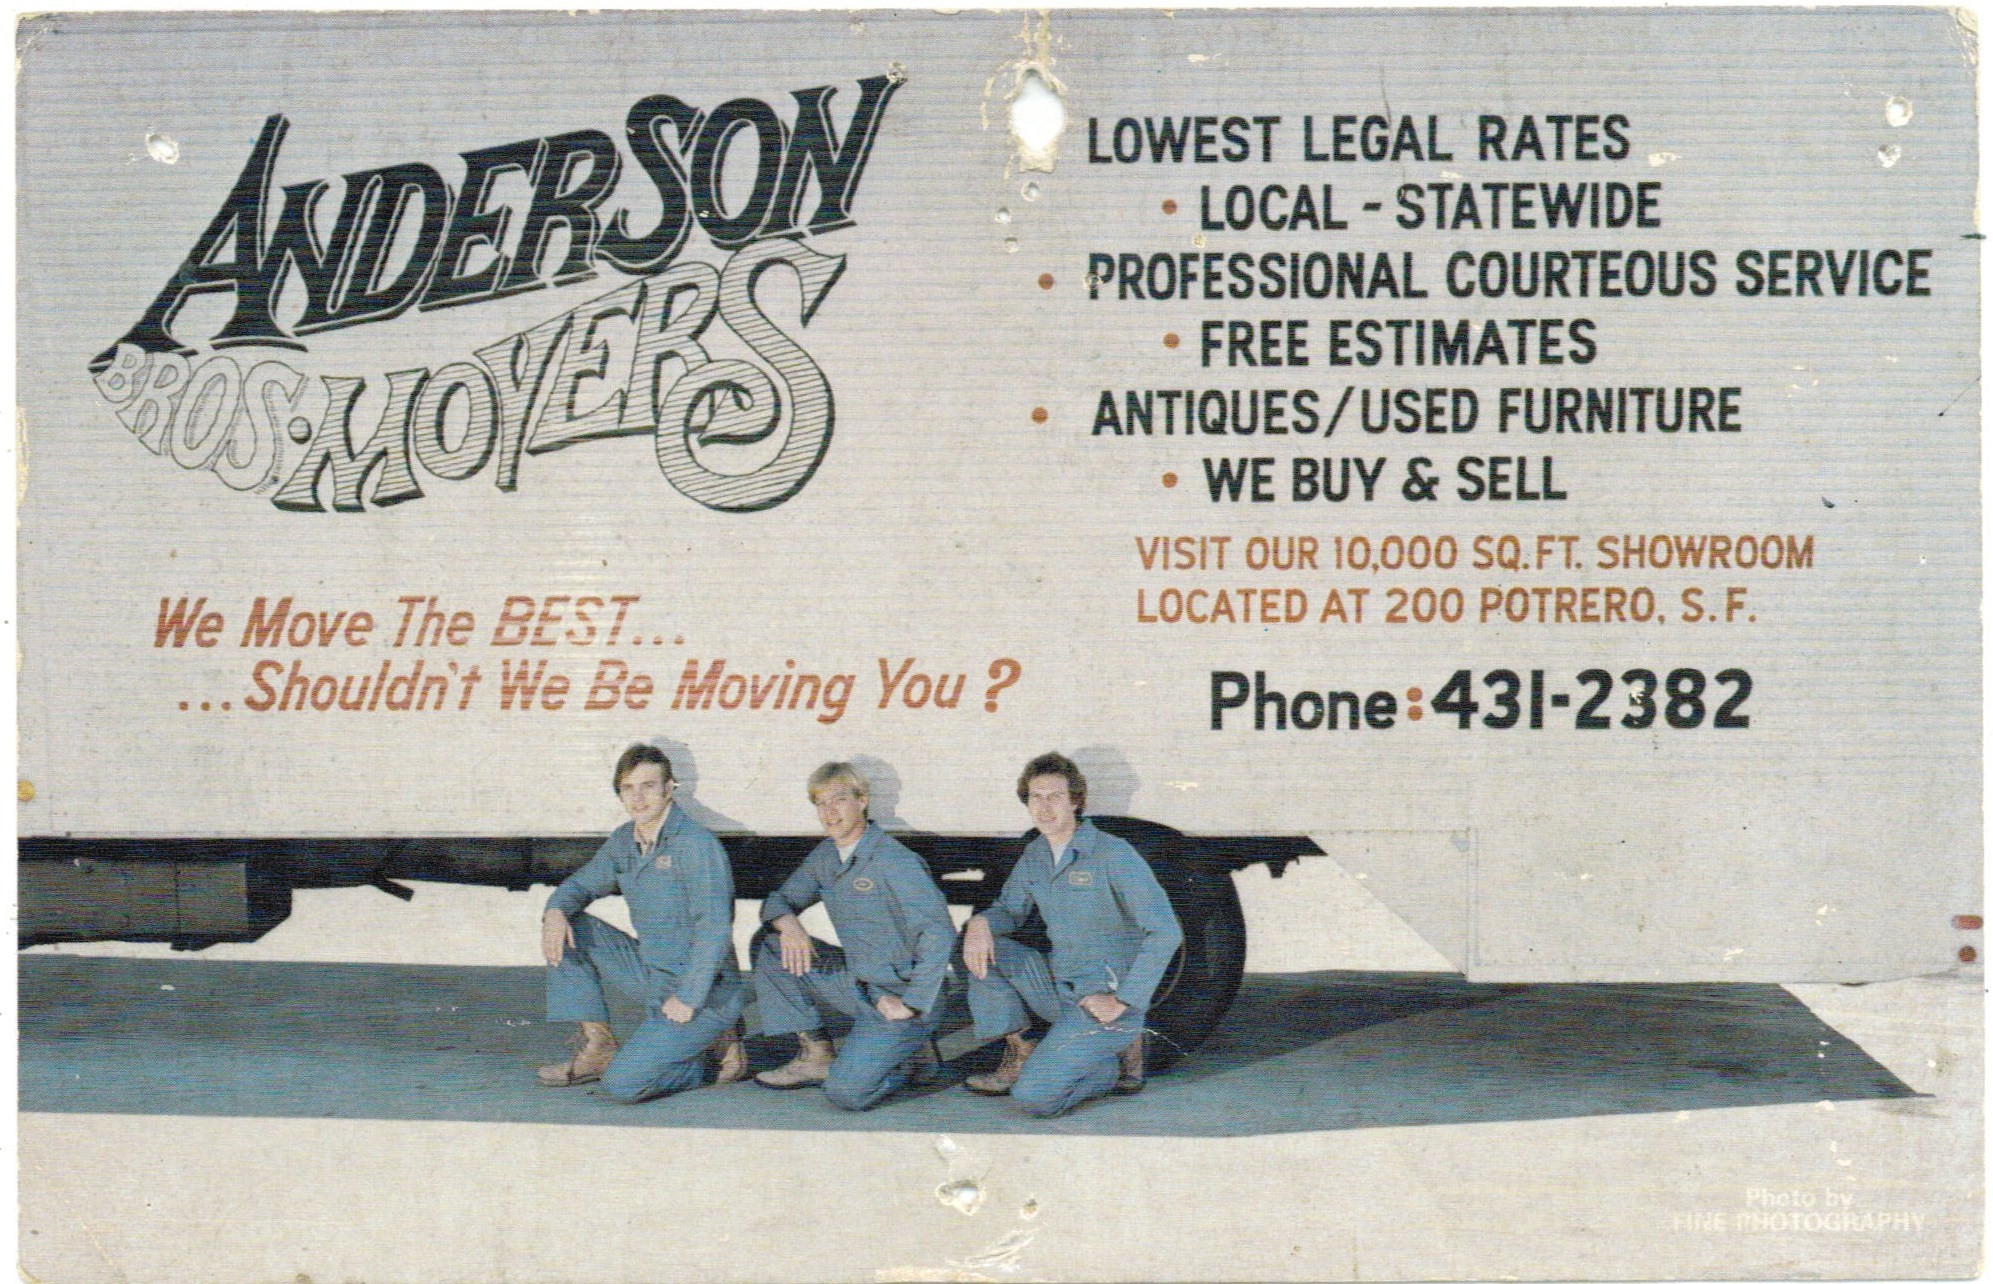 ANDERSON
BROS. MOVERS
We Move The BEST...
...Shouldn't We Be Moving You?
LOWEST LEGAL RATES
• LOCAL - STATEWIDE
• PROFESSIONAL COURTEOUS SERVICE
• FREE ESTIMATES
• ANTIQUES/USED FURNITURE
• WE BUY & SELL
VISIT OUR 10,000 SQ.FT. SHOWROOM
LOCATED AT 200 POTRERO, S.F.
Phone: 431-2382
Photo by
FINE PHOTOGRAPHY